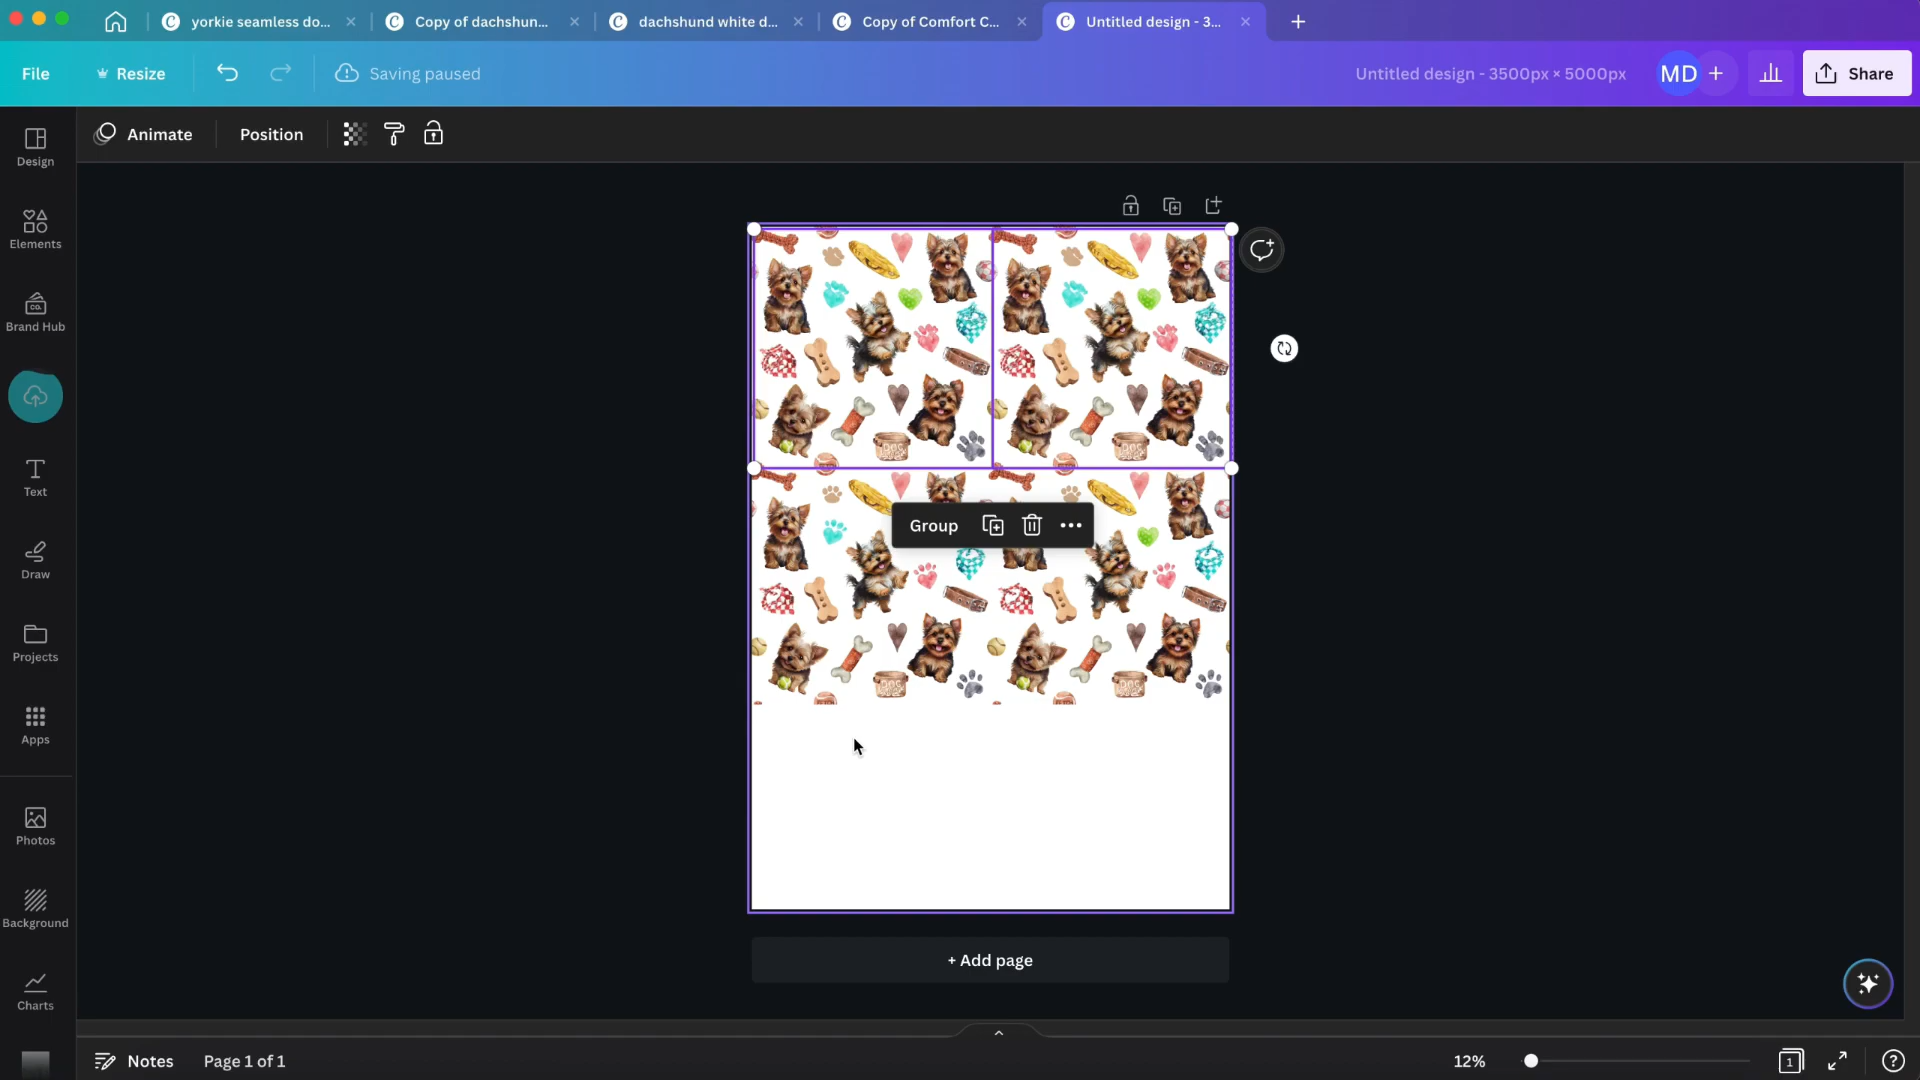 yorkie seamless do...
Copy of dachshun...
dachshund white d...
Copy of Comfort C...
Untitled design - 3...
File
Resize
Saving paused
Untitled design - 3500px × 5000px
MD
Share
Animate
Position
Design
Elements
CO.
Brand Hub
Text
Draw
Projects
Apps
Photos
Background
Charts
Group
+ Add page
Notes
Page 1 of 1
12%
1